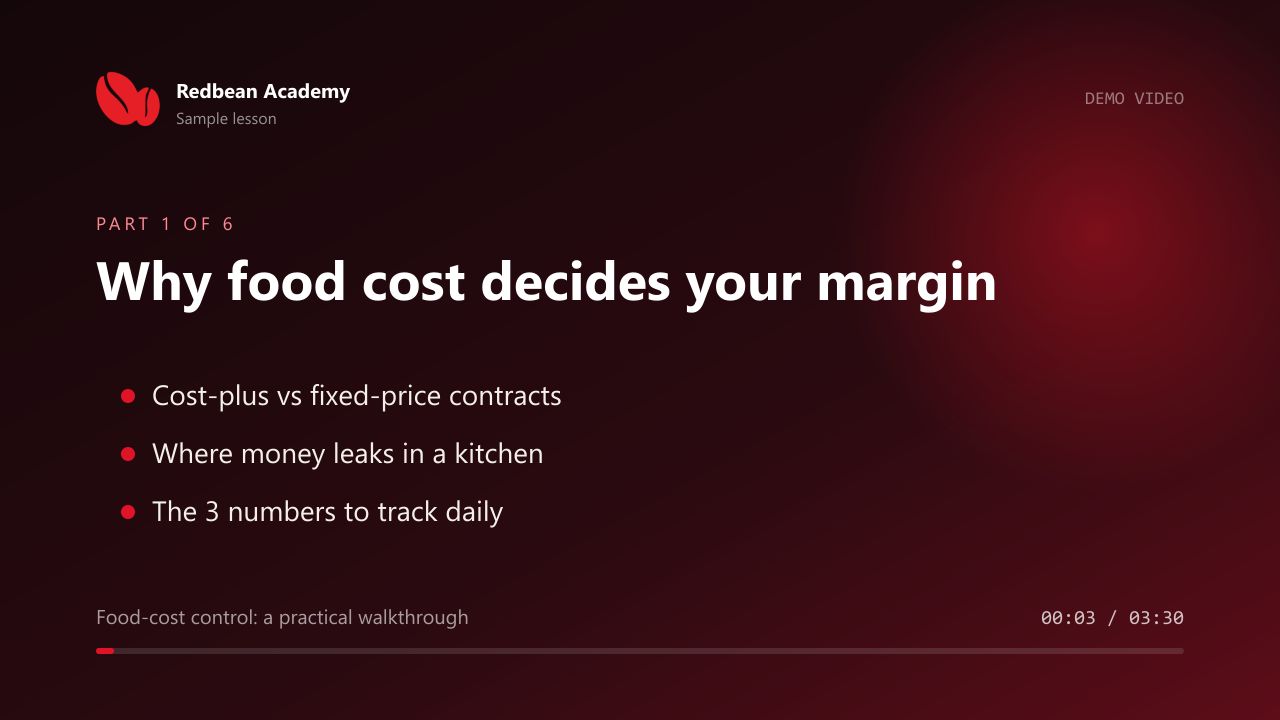 Redbean Academy
Sample lesson
DEMO VIDEO
PART 1 OF 6
Why food cost decides your margin
Cost-plus vs fixed-price contracts
Where money leaks in a kitchen
The 3 numbers to track daily
Food-cost control: a practical walkthrough
00:03 / 03:30